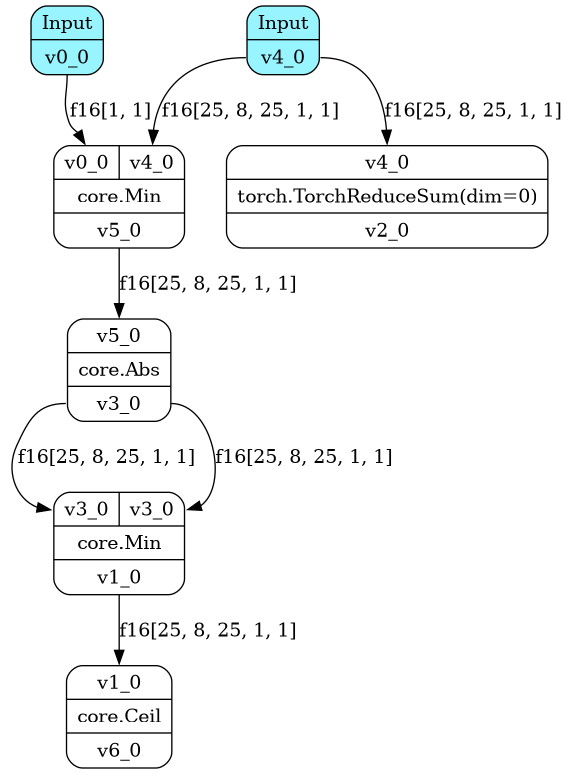 Input
v0_0
Input
v4_0
f16[1, 1]
f16[25, 8, 25, 1, 1]
f16[25, 8, 25, 1, 1]
v0_0 v4_0
core.Min
v5_0
v4_0
torch.TorchReduceSum(dim=0)
v2_0
f16[25, 8, 25, 1, 1]
v5_0
core.Abs
v3_0
f16[25, 8, 25, 1, 1]
f16[25, 8, 25, 1, 1]
v3_0 v3_0
core.Min
v1_0
f16[25, 8, 25, 1, 1]
v1_0
core.Ceil
v6_0